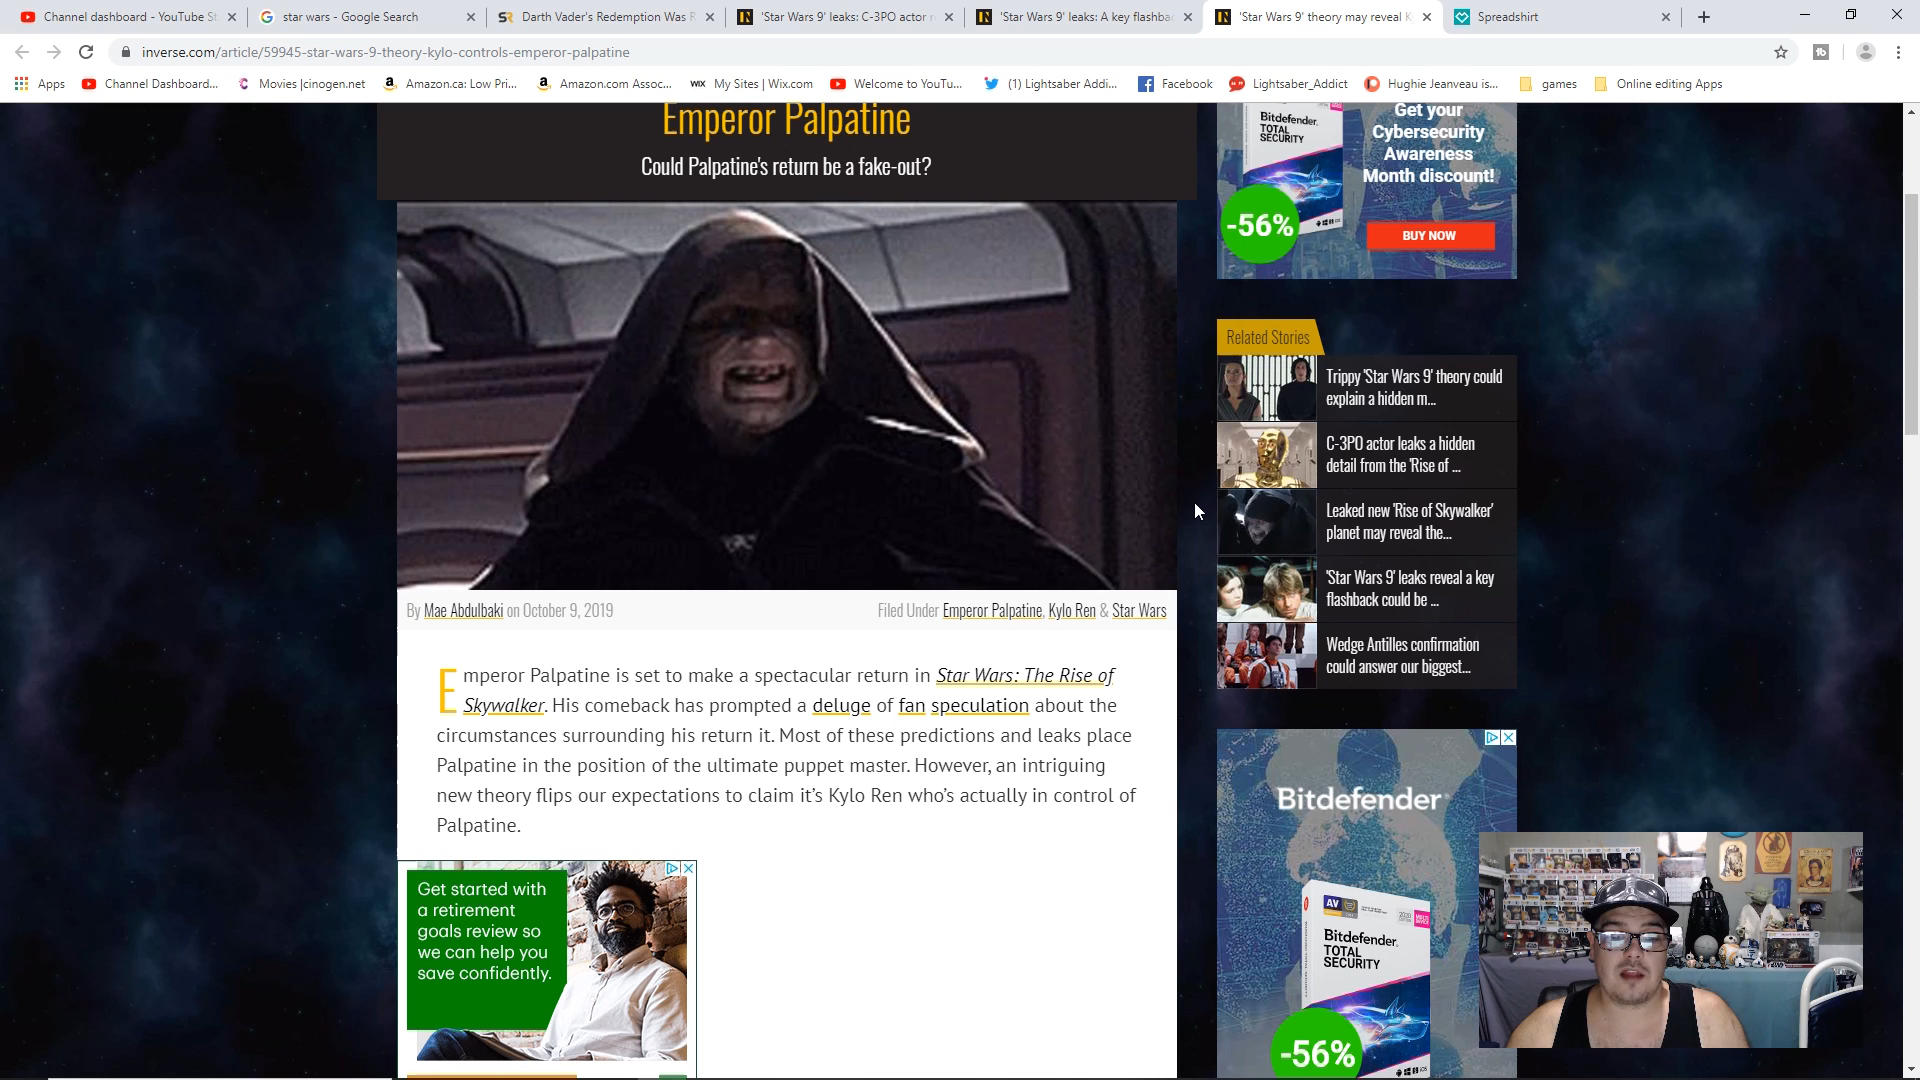 Channel dashboard - YouTube St
star wars - Google Search
Darth Vader's Redemption Was R
'Star Wars 9' leaks: C-3PO actor r
'Star Wars 9' leaks: A key flashba
'Star Wars 9' theory may reveal K
Spreadshirt
inverse.com/article/59945-star-wars-9-theory-kylo-controls-emperor-palpatine
Apps
Channel Dashboard...
Movies |cinogen.net
Amazon.ca: Low Pri...
Amazon.com Assoc...
WIX My Sites | Wix.com
Welcome to YouTu...
(1) Lightsaber Addi...
Facebook
Lightsaber_Addict
Hughie Jeanveau is...
games
Online editing Apps
Emperor Palpatine
Could Palpatine's return be a fake-out?
By Mae Abdulbaki on October 9, 2019
Filed Under Emperor Palpatine, Kylo Ren & Star Wars
Emperor Palpatine is set to make a spectacular return in Star Wars: The Rise of
Skywalker. His comeback has prompted a deluge of fan speculation about the
circumstances surrounding his return it. Most of these predictions and leaks place
Palpatine in the position of the ultimate puppet master. However, an intriguing
new theory flips our expectations to claim it's Kylo Ren who's actually in control of
Palpatine.
Get started with
a retirement
goals review so
we can help you
save confidently.
Bitdefender
TOTAL
SECURITY
Get your
Cybersecurity
Awareness
Month discount!
-56%
BUY NOW
Related Stories
Trippy 'Star Wars 9' theory could
explain a hidden m...
C-3PO actor leaks a hidden
detail from the 'Rise of ...
Leaked new 'Rise of Skywalker'
planet may reveal the...
'Star Wars 9' leaks reveal a key
flashback could be ...
Wedge Antilles confirmation
could answer our biggest...
Bitdefender
AV
2020
Bitdefender
TOTAL
SECURITY
-56%